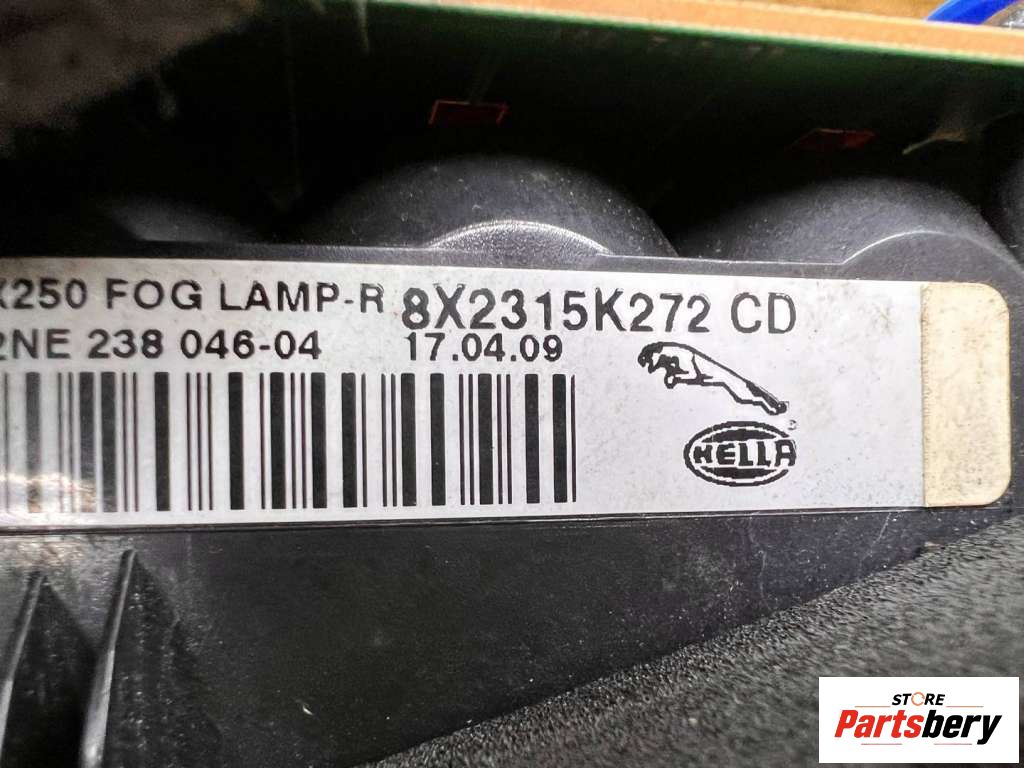 X250 FOG LAMP-R 8X2315K272 CD
2NE 238 046-04 17.04.09
HELLA
STORE
Partsbery